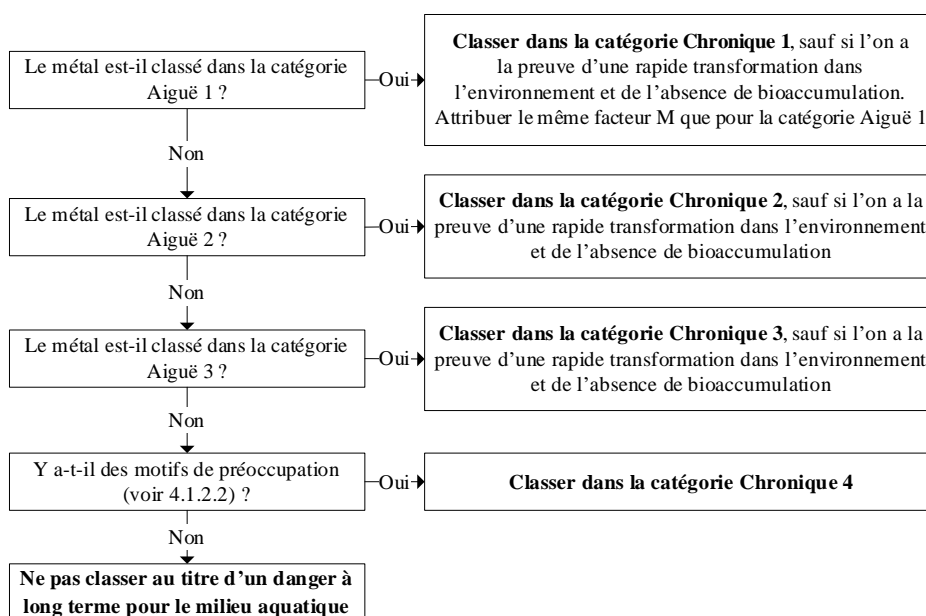 Le métal est-il classé dans la catégorie
Aiguë 1 ?
Oui
Classer dans la catégorie Chronique 1, sauf si l’on a
la preuve d’une rapide transformation dans
l’environnement et de l’absence de bioaccumulation.
Attribuer le même facteur M que pour la catégorie Aiguë 1
Non
Le métal est-il classé dans la catégorie
Aiguë 2 ?
Oui
Classer dans la catégorie Chronique 2, sauf si l’on a la
preuve d’une rapide transformation dans l’environnement
et de l’absence de bioaccumulation
Non
Le métal est-il classé dans la catégorie
Aiguë 3 ?
Oui
Classer dans la catégorie Chronique 3, sauf si l’on a la
preuve d’une rapide transformation dans l’environnement
et de l’absence de bioaccumulation
Non
Y a-t-il des motifs de préoccupation
(voir 4.1.2.2) ?
Oui
Classer dans la catégorie Chronique 4
Non
Ne pas classer au titre d’un danger à
long terme pour le milieu aquatique